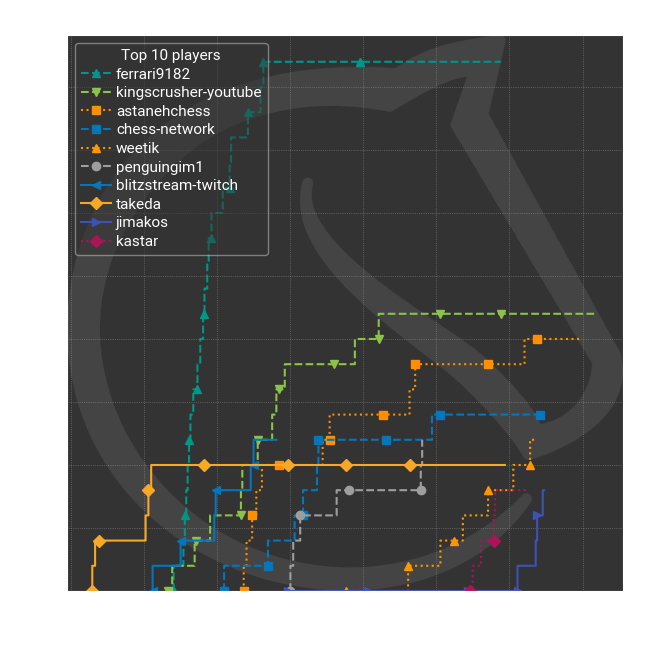 Top 10 players
ferrari9182
kingscrusher-youtube
astanehchess
chess-network
weetik
penguingim1
blitzstream-twitch
takeda
jimakos
kastar